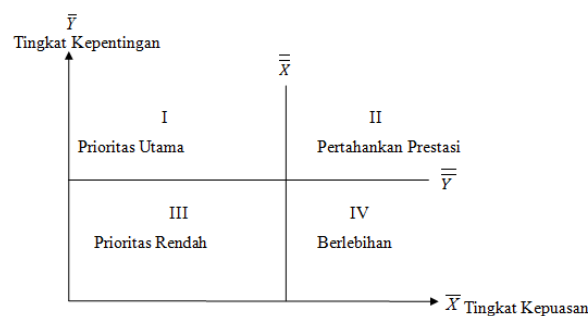 Y̅
Tingkat Kepentingan
X̿
I
II
Prioritas Utama
Pertahankan Prestasi
Y̿
III
IV
Prioritas Rendah
Berlebihan
X̅ Tingkat Kepuasan